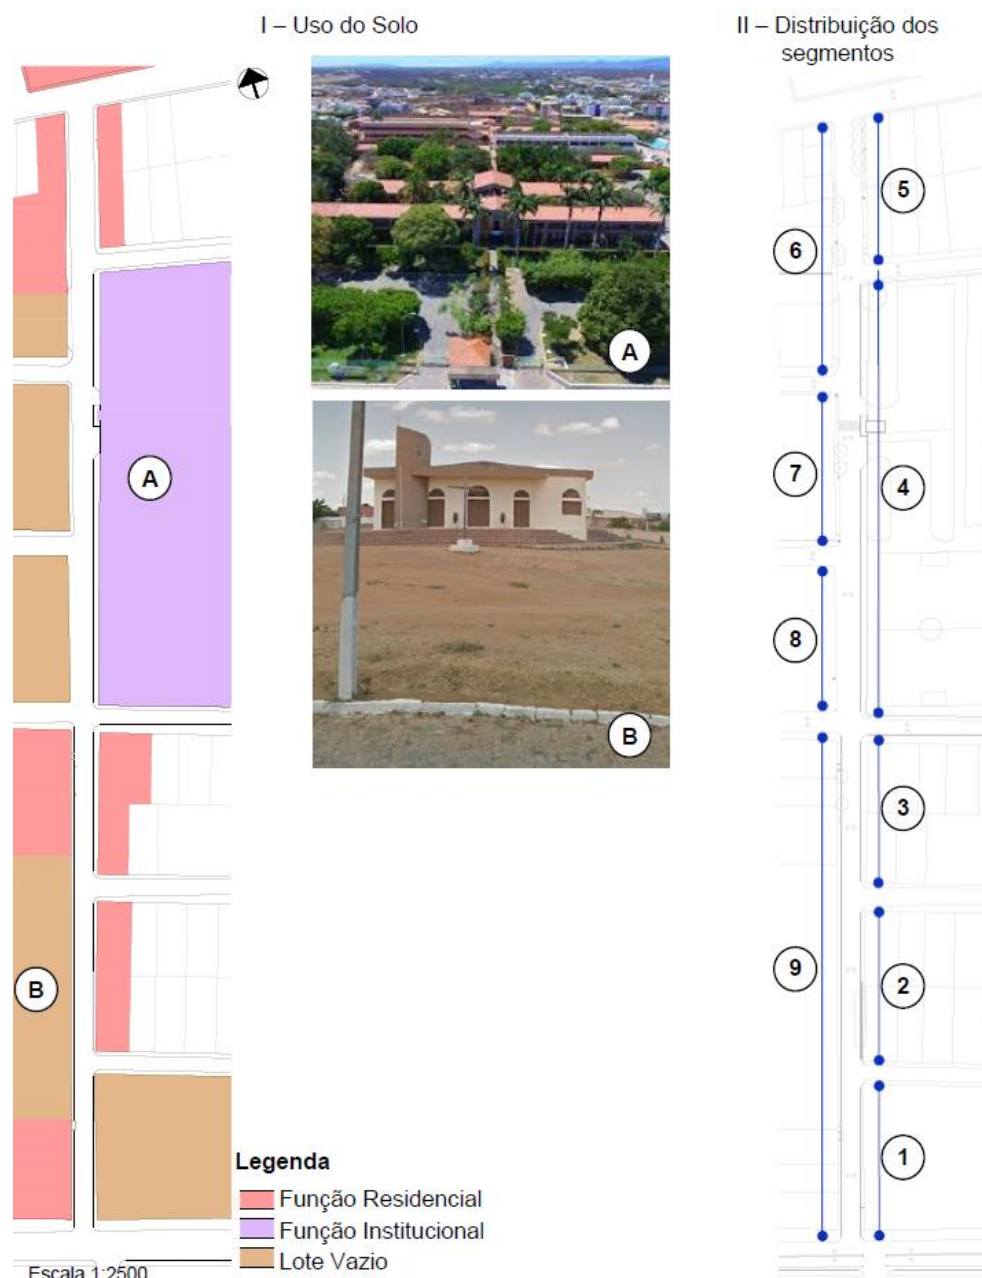 I – Uso do Solo
II – Distribuição dos
segmentos
A
B
A
B
Legenda
Função Residencial
Função Institucional
Lote Vazio
Escala 1:2500
5
6
7
4
8
3
9
2
1